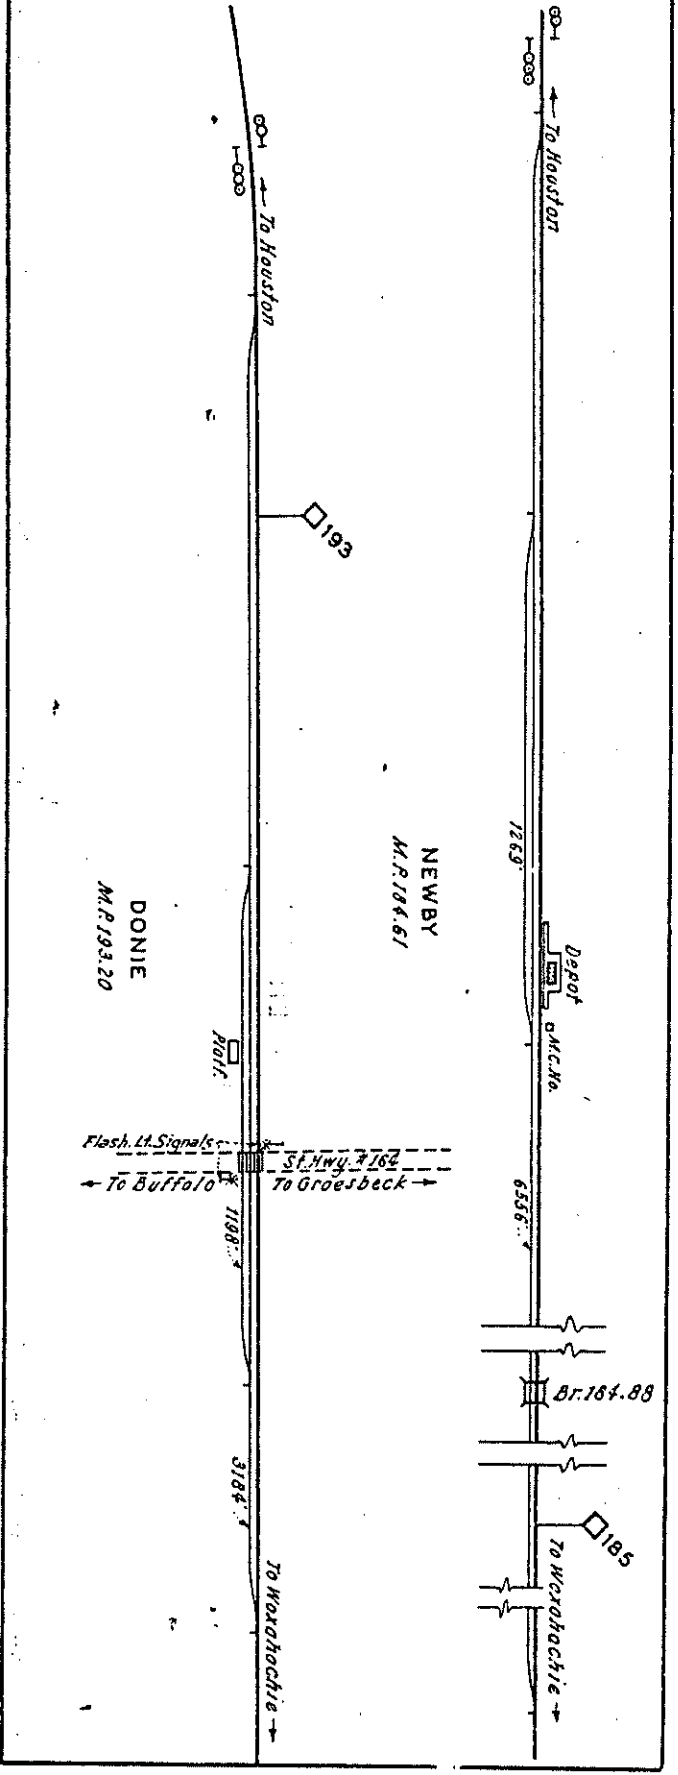 To Houston
1269'
Depot
M.C.Ho.
6556'
Br.184.88
185
To Waxahachie
NEWBY
M.P.184.61
To Houston
193
Platf.
Flash. Lt. Signals
St. Hwy. #164
To Buffalo
To Groesbeck
1198'
3184'
To Waxahachie
DONIE
M.P.193.20